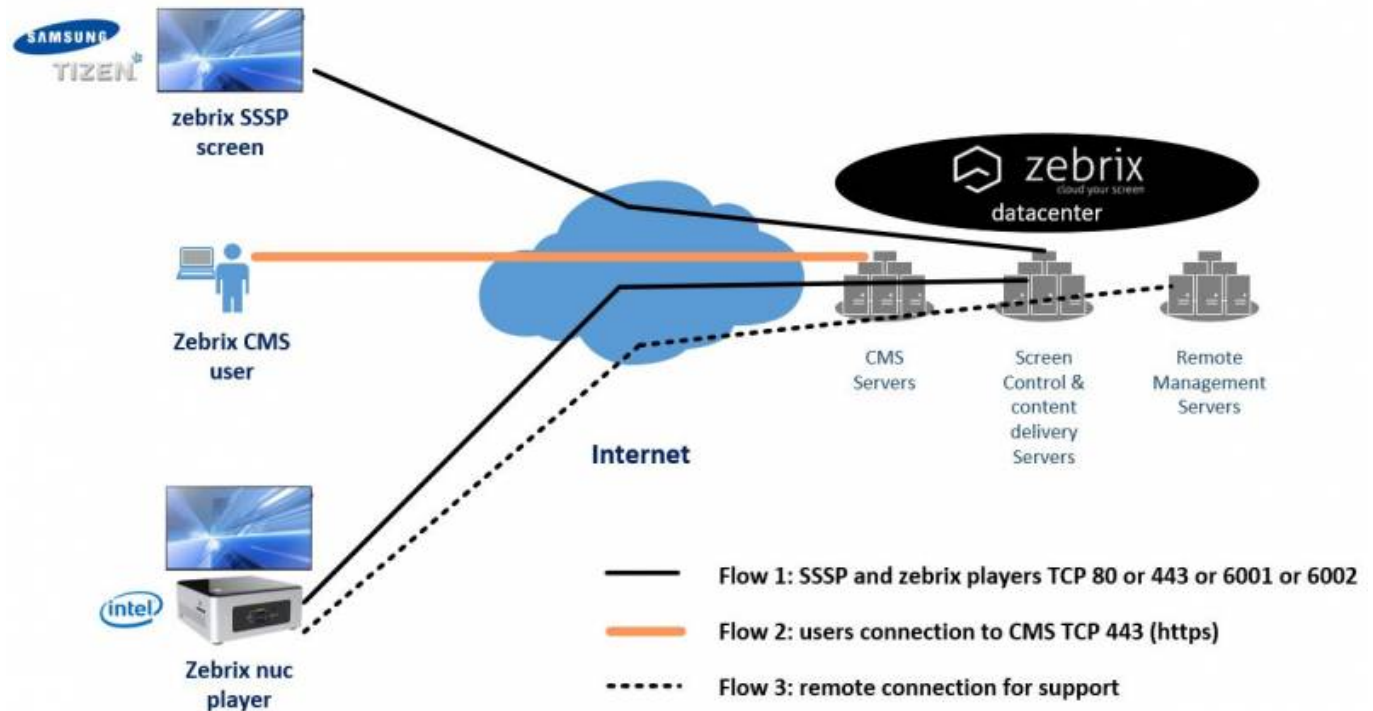 SAMSUNG
TIZEN
zebrix SSSP
screen
zebrix
cloud your screen
datacenter
Zebrix CMS
user
CMS
Servers
Screen
Control &
content
delivery
Servers
Remote
Management
Servers
Internet
intel
Zebrix nuc
player
Flow 1: SSSP and zebrix players TCP 80 or 443 or 6001 or 6002
Flow 2: users connection to CMS TCP 443 (https)
Flow 3: remote connection for support